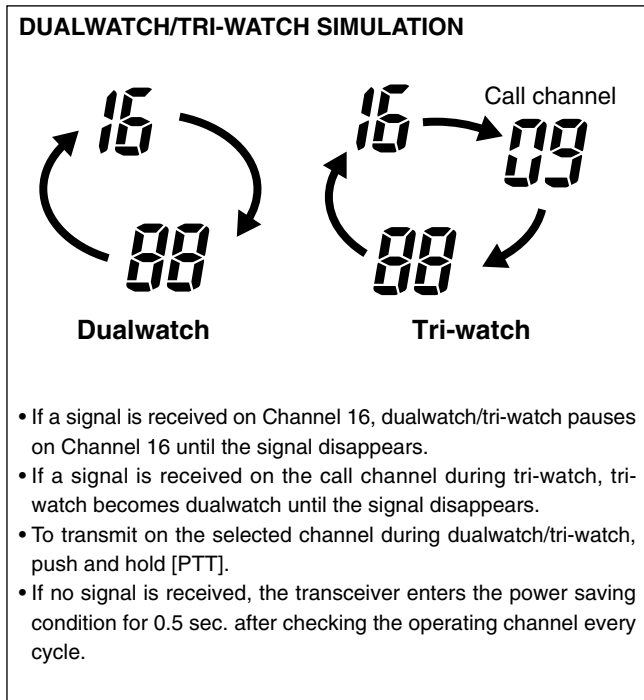 DUALWATCH/TRI-WATCH SIMULATION
Call channel
16
16
09
88
88
Dualwatch
Tri-watch
• If a signal is received on Channel 16, dualwatch/tri-watch pauses
on Channel 16 until the signal disappears.
• If a signal is received on the call channel during tri-watch, tri-
watch becomes dualwatch until the signal disappears.
• To transmit on the selected channel during dualwatch/tri-watch,
push and hold [PTT].
• If no signal is received, the transceiver enters the power saving
condition for 0.5 sec. after checking the operating channel every
cycle.